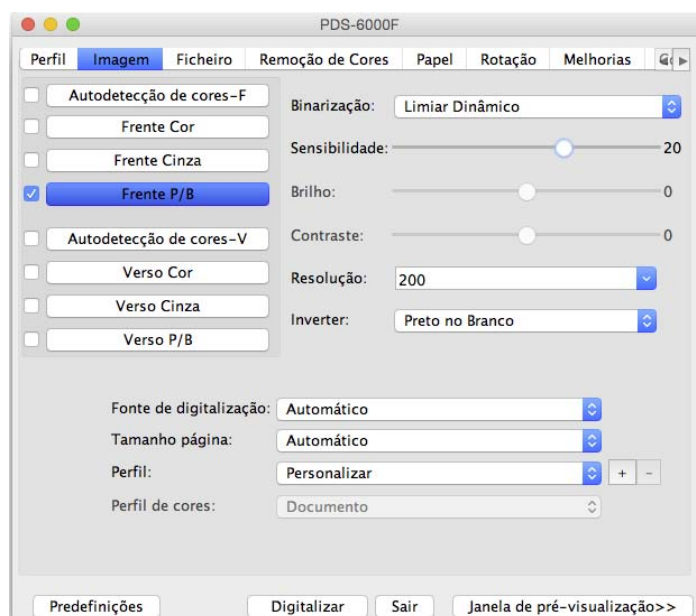 PDS-6000F
Perfil Imagem Ficheiro Remoção de Cores Papel Rotação Melhorias
Autodetecção de cores-F
Frente Cor
Frente Cinza
Frente P/B
Autodetecção de cores-V
Verso Cor
Verso Cinza
Verso P/B
Binarização: Limiar Dinâmico
Sensibilidade: 20
Brilho: 0
Contraste: 0
Resolução: 200
Inverter: Preto no Branco
Fonte de digitalização: Automático
Tamanho página: Automático
Perfil: Personalizar + -
Perfil de cores: Documento
Predefinições Digitalizar Sair Janela de pré-visualização>>